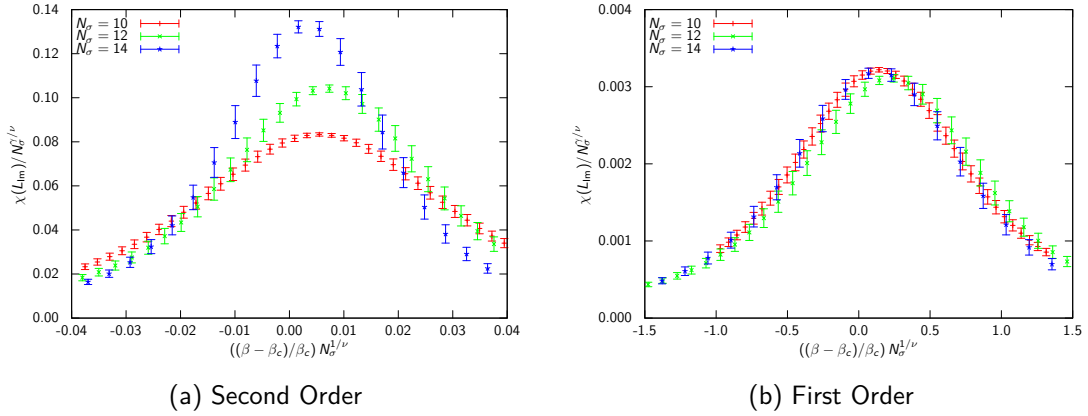 χ(L_Im)/N_σ^{γ/ν}
0.14
0.12
0.10
0.08
0.06
0.04
0.02
0.00
N_σ = 10
N_σ = 12
N_σ = 14
-0.04 -0.03 -0.02 -0.01 0.00 0.01 0.02 0.03 0.04
((β − β_c)/β_c) N_σ^{1/ν}
(a) Second Order
χ(L_Im)/N_σ^{γ/ν}
0.004
0.003
0.002
0.001
0.000
N_σ = 10
N_σ = 12
N_σ = 14
-1.5 -1.0 -0.5 0.0 0.5 1.0 1.5
((β − β_c)/β_c) N_σ^{1/ν}
(b) First Order